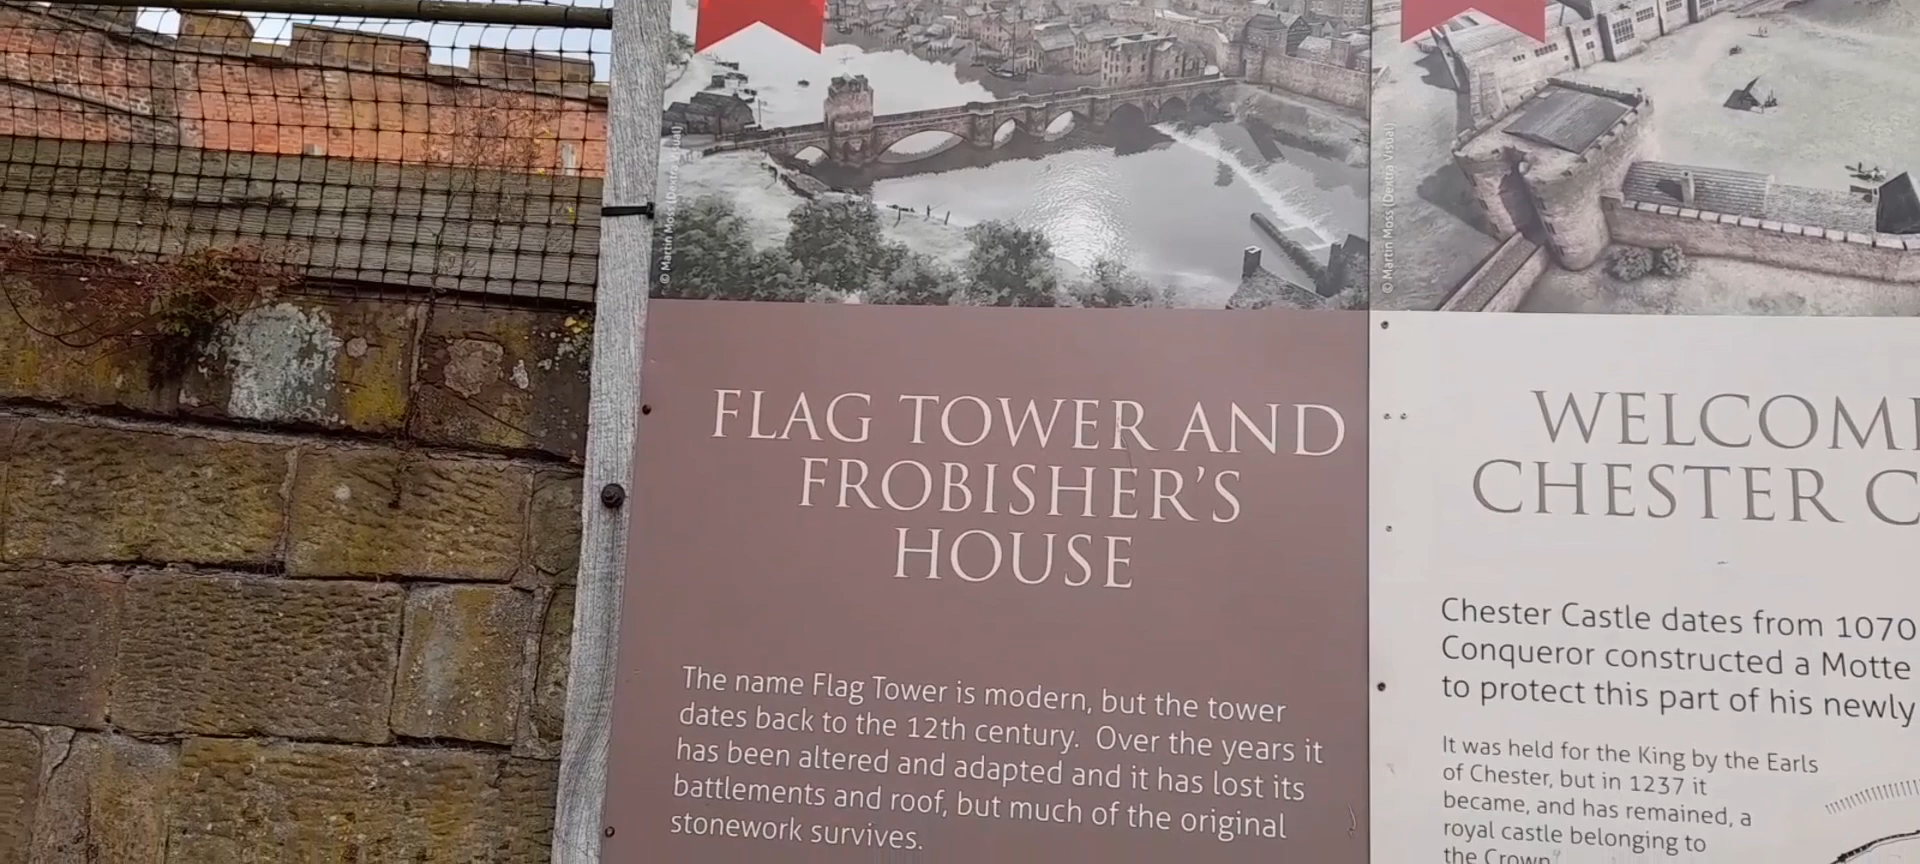 © Martin Moss (Dextra Visual)
FLAG TOWER AND
FROBISHER'S
HOUSE
The name Flag Tower is modern, but the tower
dates back to the 12th century. Over the years it
has been altered and adapted and it has lost its
battlements and roof, but much of the original
stonework survives.
© Martin Moss (Dextra Visual)
WELCOM
CHESTER C
Chester Castle dates from 1070
Conqueror constructed a Motte
to protect this part of his newly
It was held for the King by the Earls
of Chester, but in 1237 it
became, and has remained, a
royal castle belonging to
the Crown